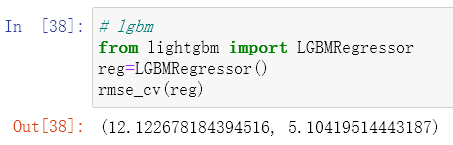 In [38]: # lgbm
from lightgbm import LGBMRegressor
reg=LGBMRegressor()
rmse_cv(reg)
Out[38]: (12.122678184394516, 5.10419514443187)